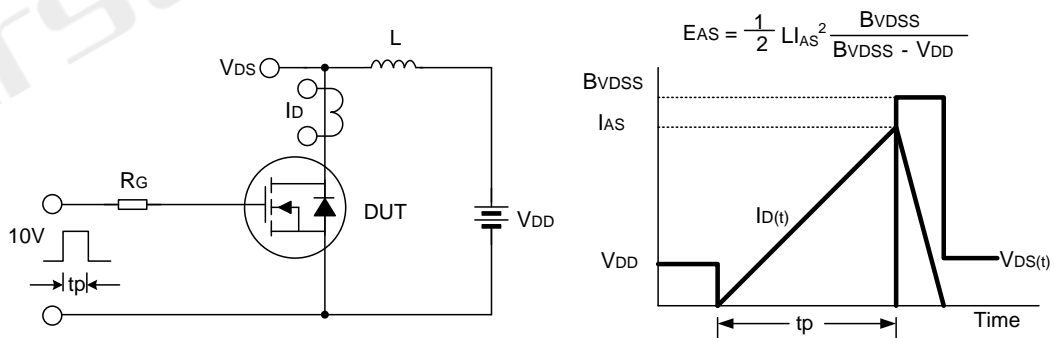 L
VDS
ID
RG
DUT
VDD
10V
tp
EAS = 1/2 LIAS² BVDSS / (BVDSS - VDD)
BVDSS
IAS
ID(t)
VDD
VDS(t)
tp
Time